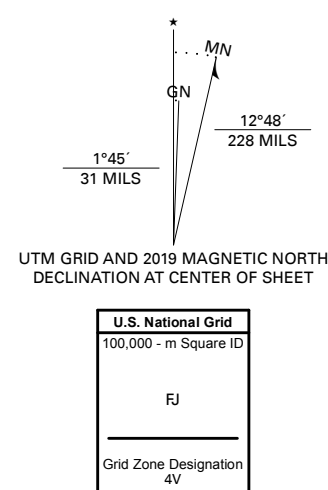 ★
MN
GN
12°48´
228 MILS
1°45´
31 MILS
UTM GRID AND 2019 MAGNETIC NORTH
DECLINATION AT CENTER OF SHEET
U.S. National Grid
100,000 - m Square ID
FJ
Grid Zone Designation
4V